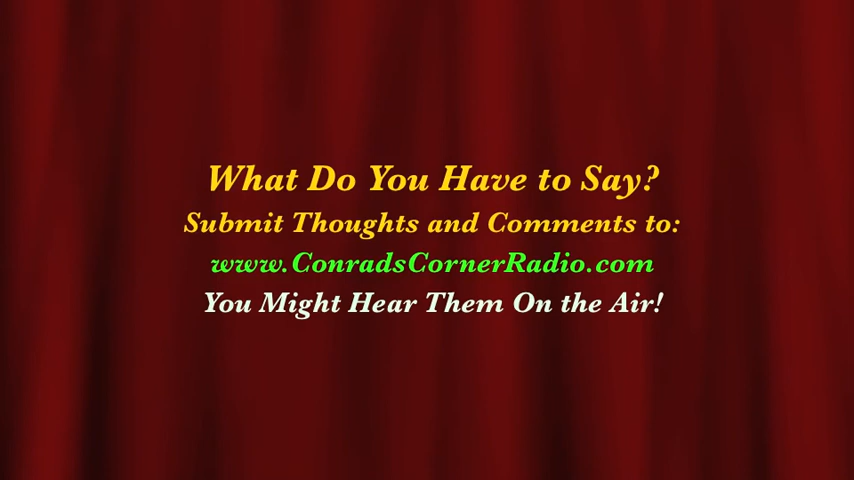 What Do You Have to Say?
Submit Thoughts and Comments to:
www.ConradsCornerRadio.com
You Might Hear Them On the Air!